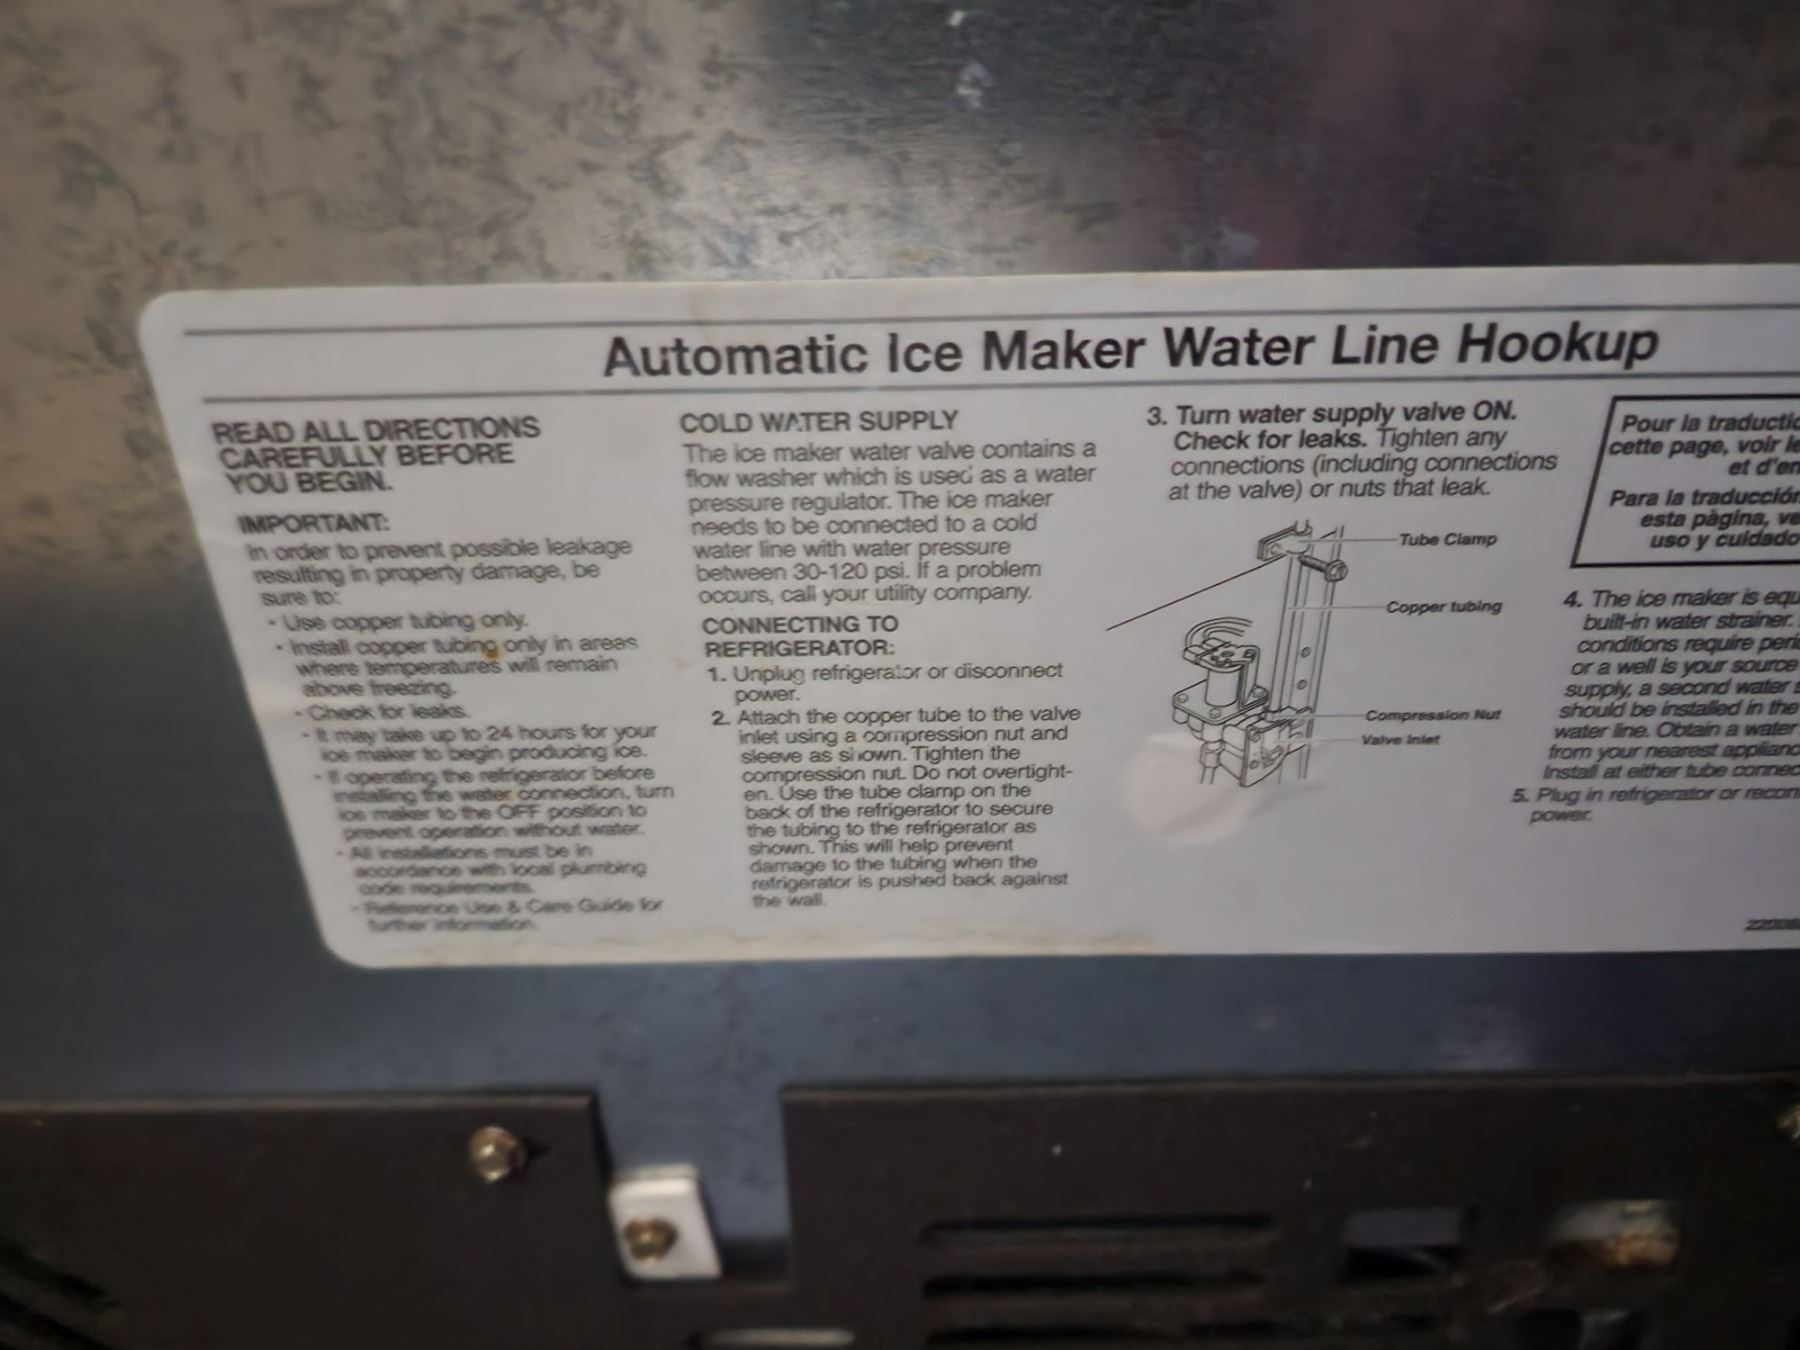 Automatic Ice Maker Water Line Hookup
READ ALL DIRECTIONS
CAREFULLY BEFORE
YOU BEGIN.
IMPORTANT:
In order to prevent possible leakage
resulting in property damage, be
sure to:
• Use copper tubing only.
• Install copper tubing only in areas
where temperatures will remain
above freezing.
• Check for leaks.
• It may take up to 24 hours for your
ice maker to begin producing ice.
• If operating the refrigerator before
installing the water connection, turn
ice maker to the OFF position to
prevent operation without water.
• All installations must be in
accordance with local plumbing
code requirements.
• Reference Use & Care Guide for
further information.
COLD WATER SUPPLY
The ice maker water valve contains a
flow washer which is used as a water
pressure regulator. The ice maker
needs to be connected to a cold
water line with water pressure
between 30-120 psi. If a problem
occurs, call your utility company.
CONNECTING TO
REFRIGERATOR:
1. Unplug refrigerator or disconnect
power.
2. Attach the copper tube to the valve
inlet using a compression nut and
sleeve as shown. Tighten the
compression nut. Do not overtight-
en. Use the tube clamp on the
back of the refrigerator to secure
the tubing to the refrigerator as
shown. This will help prevent
damage to the tubing when the
refrigerator is pushed back against
the wall.
3. Turn water supply valve ON.
Check for leaks. Tighten any
connections (including connections
at the valve) or nuts that leak.
Tube Clamp
Copper tubing
Compression Nut
Valve Inlet
Pour la traductio
cette page, voir le
et d'en
Para la traducción
esta página, ve
uso y cuidado
4. The ice maker is equ
built-in water strainer.
conditions require peri
or a well is your source
supply, a second water s
should be installed in the
water line. Obtain a water
from your nearest applianc
Install at either tube connec
5. Plug in refrigerator or recon
power.